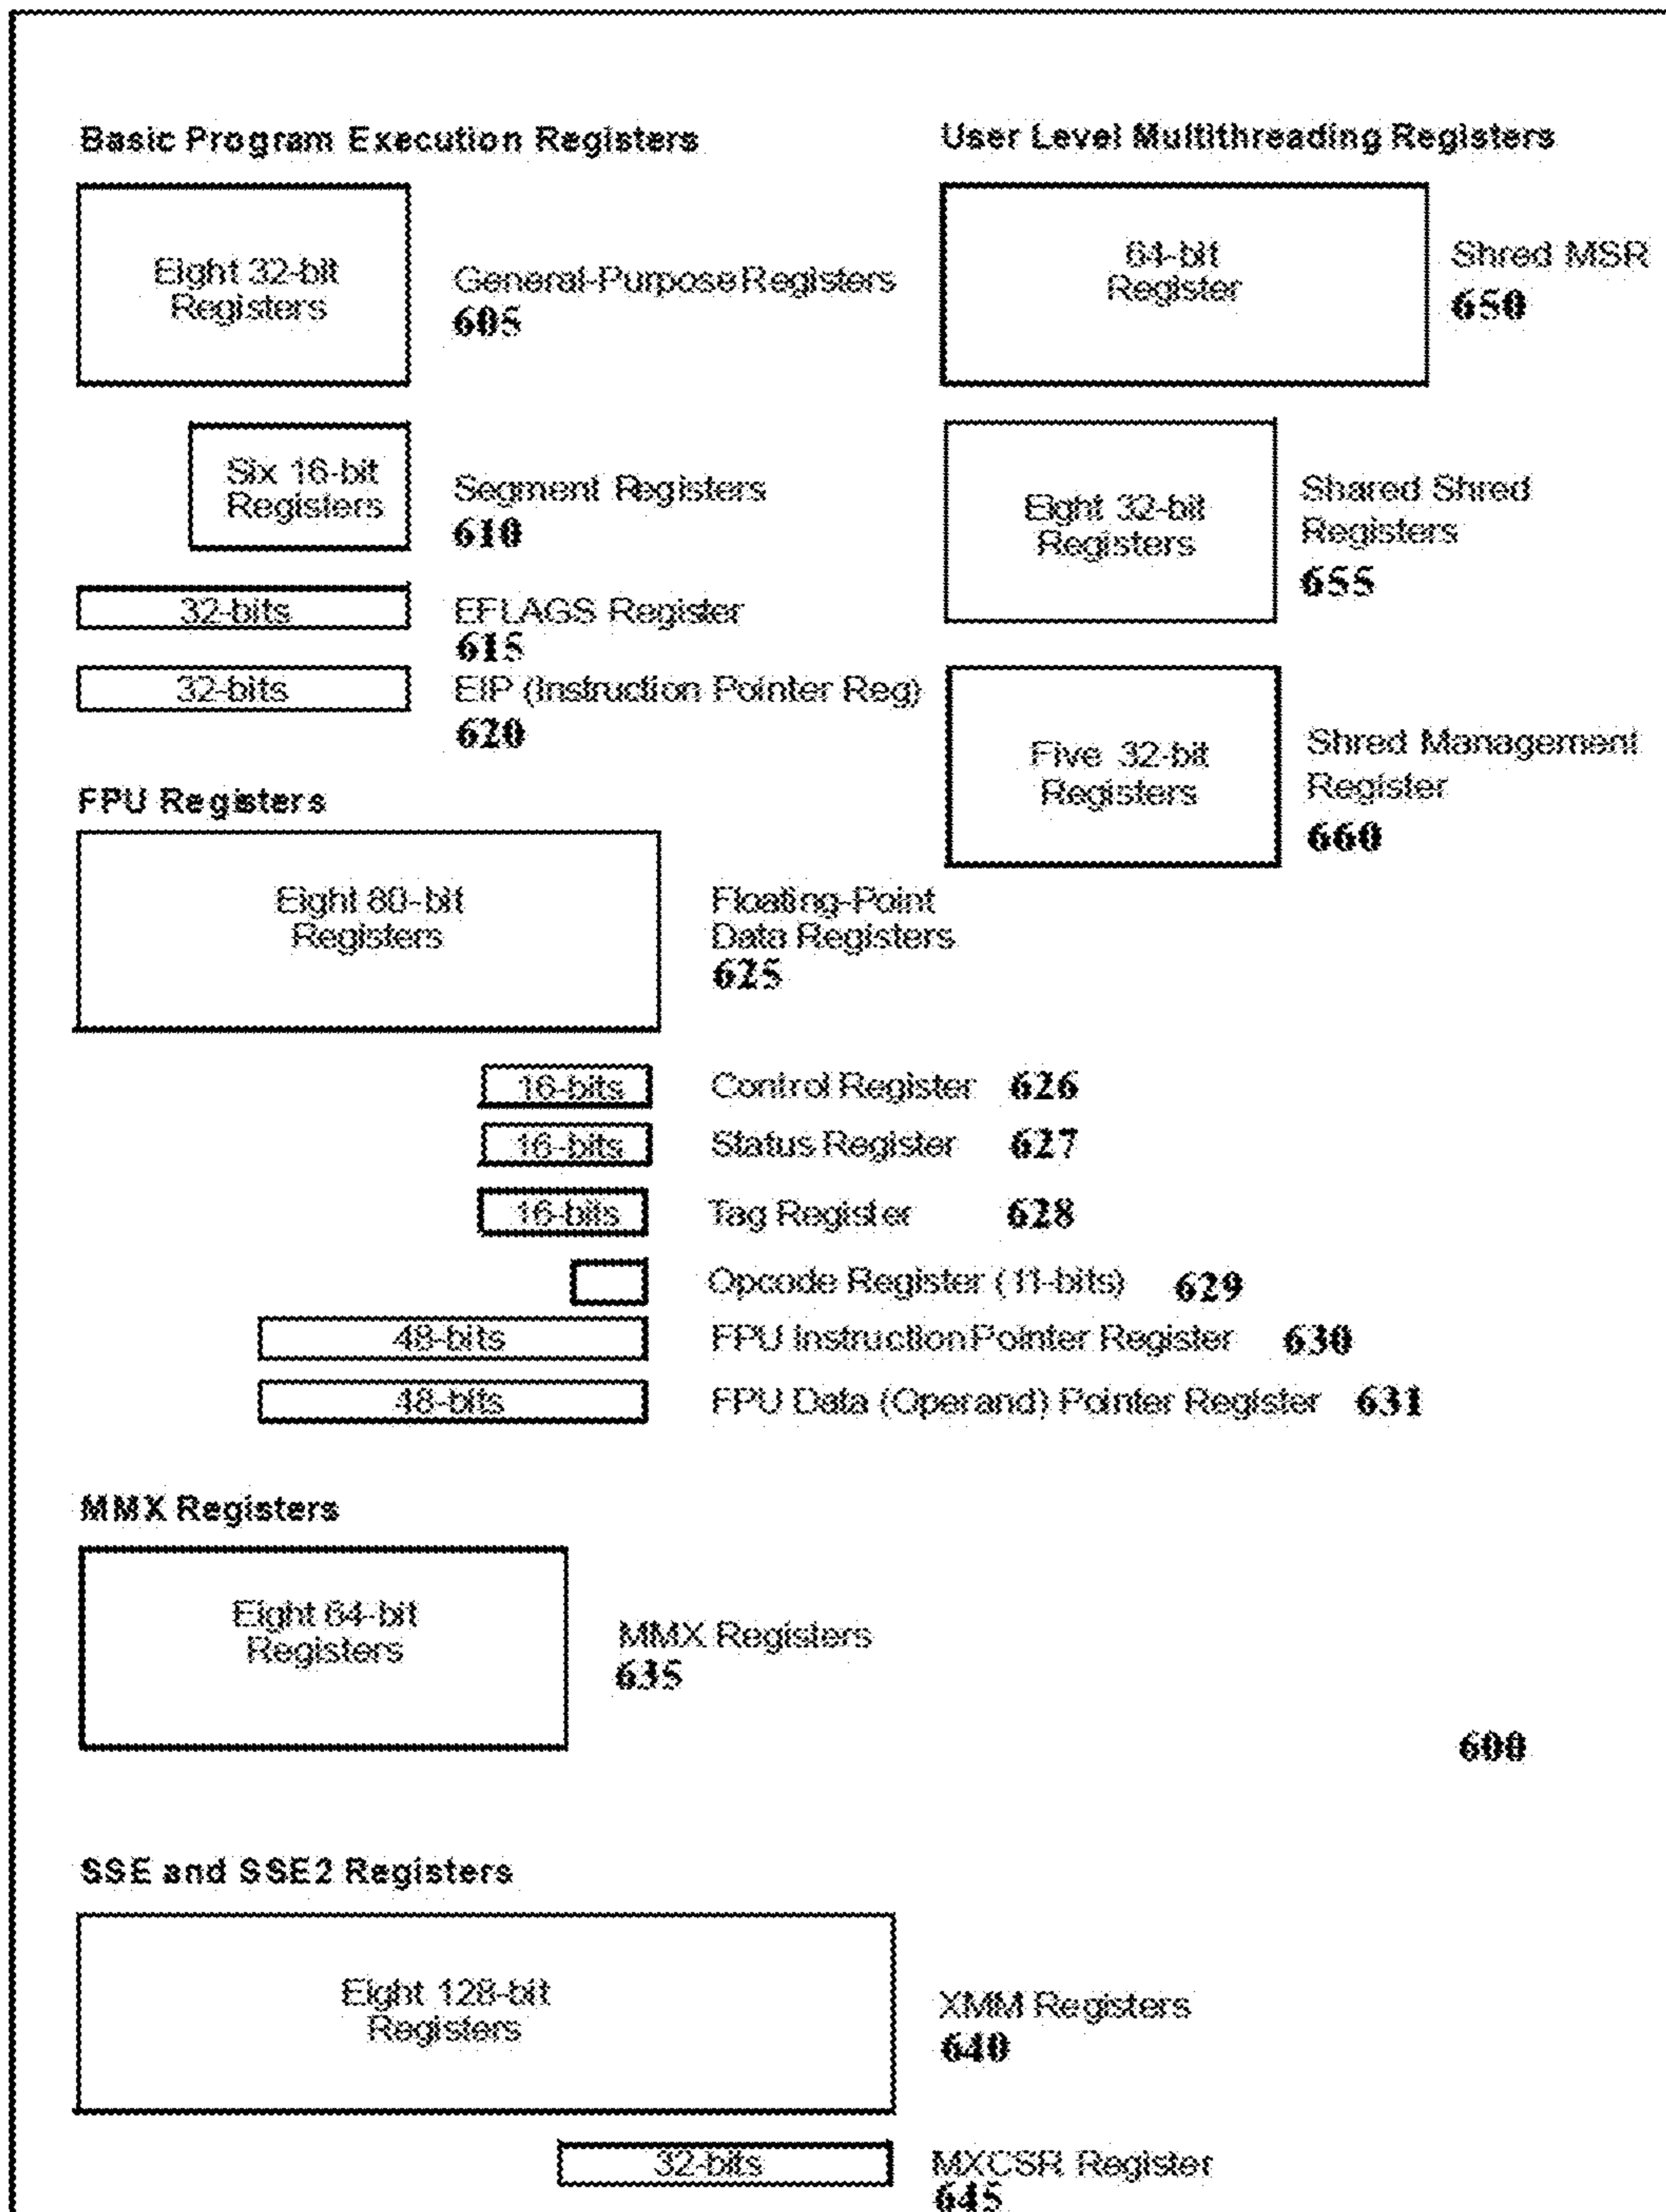 Basic Program Execution Registers
Eight 32-bit
Registers
General-Purpose Registers
605
Six 16-bit
Registers
Segment Registers
610
32-bits
EFLAGS Register
615
32-bits
EIP (Instruction Pointer Reg)
620
User Level Multithreading Registers
64-bit
Register
Shred MSR
650
Eight 32-bit
Registers
Shared Shred
Registers
655
Five 32-bit
Registers
Shred Management
Register
660
FPU Registers
Eight 80-bit
Registers
Floating-Point
Data Registers
625
16-bits Control Register 626
16-bits Status Register 627
16-bits Tag Register 628
Opcode Register (11-bits) 629
48-bits FPU Instruction Pointer Register 630
48-bits FPU Data (Operand) Pointer Register 631
MMX Registers
Eight 64-bit
Registers
MMX Registers
635
600
SSE and SSE2 Registers
Eight 128-bit
Registers
XMM Registers
640
32-bits
MXCSR Register
645